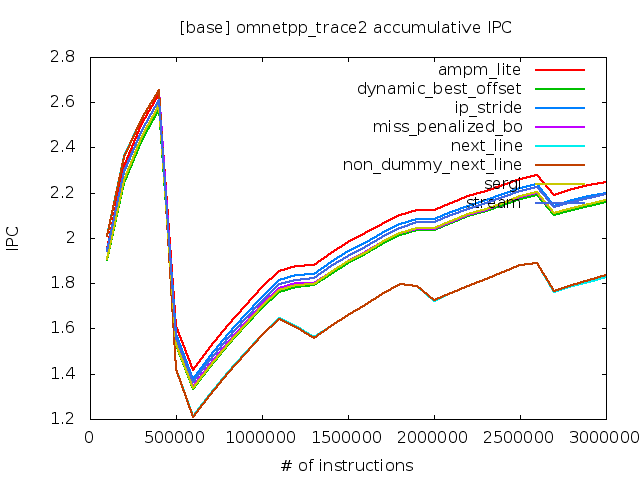 [base] omnetpp_trace2 accumulative IPC
2.8
2.6
2.4
2.2
2
1.8
1.6
1.4
1.2
IPC
ampm_lite
dynamic_best_offset
ip_stride
miss_penalized_bo
next_line
non_dummy_next_line
sergi
stream
0 500000 1000000 1500000 2000000 2500000 3000000
# of instructions